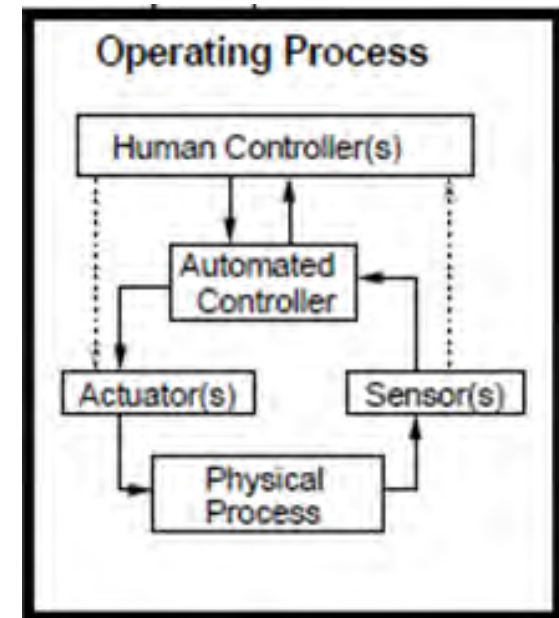 Operating Process
Human Controller(s)
Automated
Controller
Actuator(s)
Sensor(s)
Physical
Process